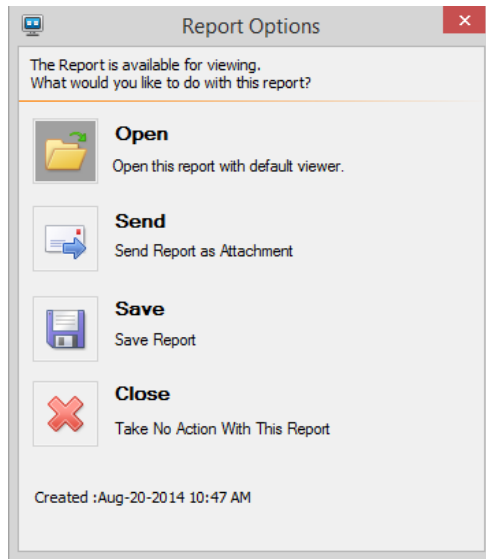 Report Options
The Report is available for viewing.
What would you like to do with this report?
Open
Open this report with default viewer.
Send
Send Report as Attachment
Save
Save Report
Close
Take No Action With This Report
Created :Aug-20-2014 10:47 AM